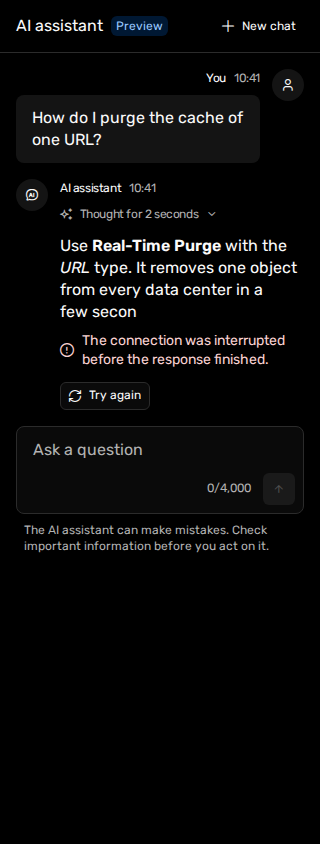 AI assistant Preview New chat
You 10:41
How do I purge the cache of
one URL?
AI assistant 10:41
Thought for 2 seconds
Use Real-Time Purge with the
URL type. It removes one object
from every data center in a
few secon
The connection was interrupted
before the response finished.
Try again
Ask a question
0/4,000
The AI assistant can make mistakes. Check
important information before you act on it.